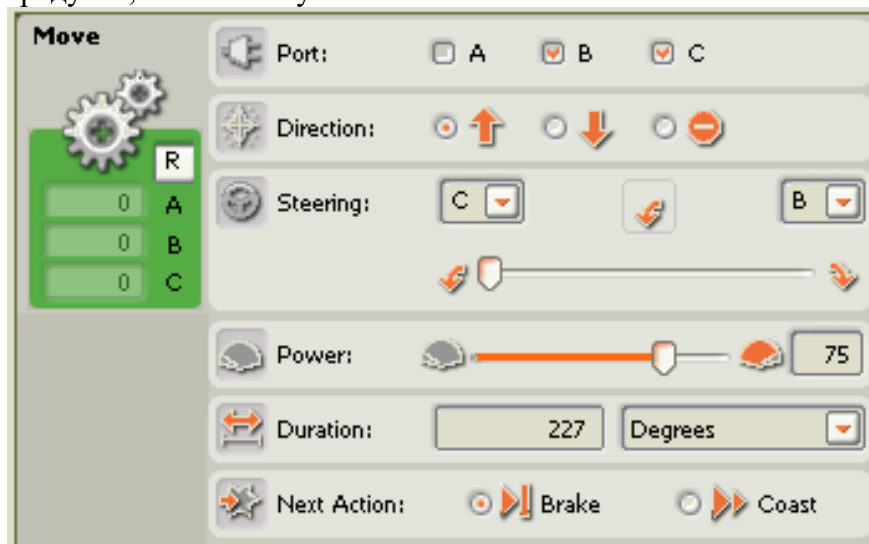 Move
Port: A B C
Direction:
R
Steering: C B
0 A
0 B
0 C
Power: 75
Duration: 227 Degrees
Next Action: Brake Coast